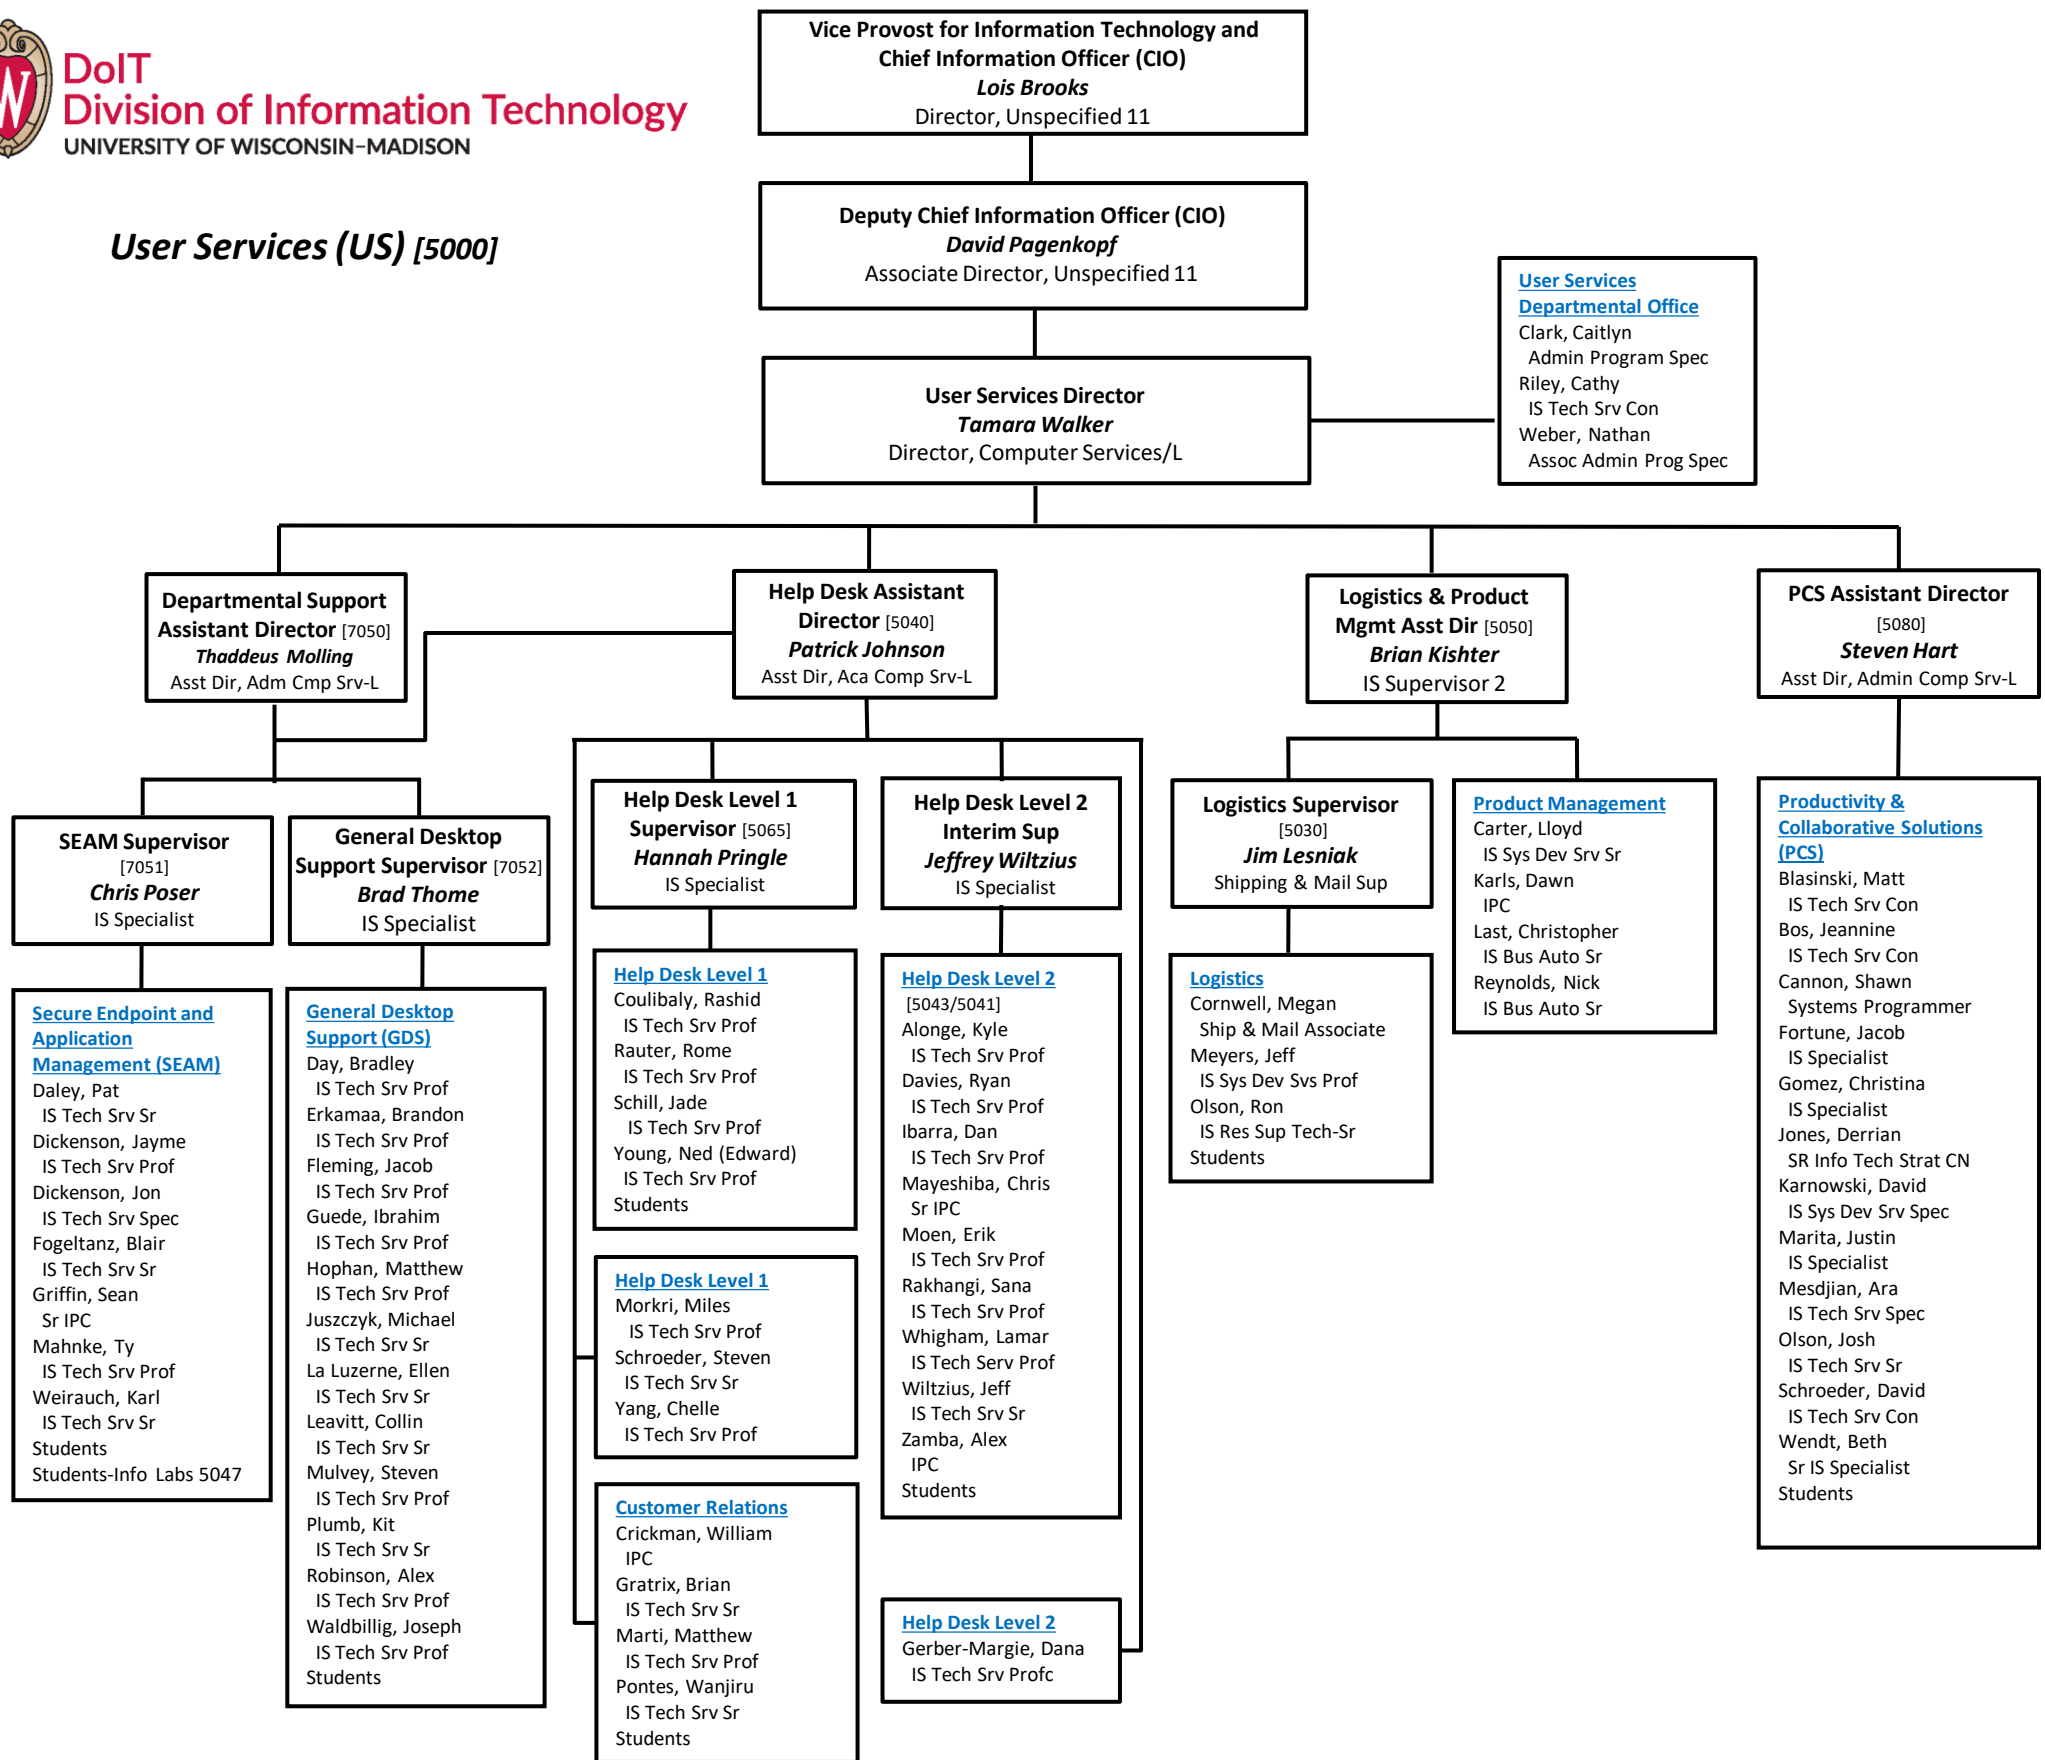 W
DoIT
Division of Information Technology
UNIVERSITY OF WISCONSIN–MADISON
User Services (US) [5000]
Vice Provost for Information Technology and
Chief Information Officer (CIO)
Lois Brooks
Director, Unspecified 11
Deputy Chief Information Officer (CIO)
David Pagenkopf
Associate Director, Unspecified 11
User Services Director
Tamara Walker
Director, Computer Services/L
User Services
Departmental Office
Clark, Caitlyn
Admin Program Spec
Riley, Cathy
IS Tech Srv Con
Weber, Nathan
Assoc Admin Prog Spec
Departmental Support
Assistant Director [7050]
Thaddeus Molling
Asst Dir, Adm Cmp Srv-L
Help Desk Assistant
Director [5040]
Patrick Johnson
Asst Dir, Aca Comp Srv-L
Logistics & Product
Mgmt Asst Dir [5050]
Brian Kishter
IS Supervisor 2
PCS Assistant Director
[5080]
Steven Hart
Asst Dir, Admin Comp Srv-L
SEAM Supervisor
[7051]
Chris Poser
IS Specialist
General Desktop
Support Supervisor [7052]
Brad Thome
IS Specialist
Help Desk Level 1
Supervisor [5065]
Hannah Pringle
IS Specialist
Help Desk Level 2
Interim Sup
Jeffrey Wiltzius
IS Specialist
Logistics Supervisor
[5030]
Jim Lesniak
Shipping & Mail Sup
Product Management
Carter, Lloyd
IS Sys Dev Srv Sr
Karls, Dawn
IPC
Last, Christopher
IS Bus Auto Sr
Reynolds, Nick
IS Bus Auto Sr
Productivity &
Collaborative Solutions
(PCS)
Blasinski, Matt
IS Tech Srv Con
Bos, Jeannine
IS Tech Srv Con
Cannon, Shawn
Systems Programmer
Fortune, Jacob
IS Specialist
Gomez, Christina
IS Specialist
Jones, Derrian
SR Info Tech Strat CN
Karnowski, David
IS Sys Dev Srv Spec
Marita, Justin
IS Specialist
Mesdjian, Ara
IS Tech Srv Spec
Olson, Josh
IS Tech Srv Sr
Schroeder, David
IS Tech Srv Con
Wendt, Beth
Sr IS Specialist
Students
Secure Endpoint and
Application
Management (SEAM)
Daley, Pat
IS Tech Srv Sr
Dickenson, Jayme
IS Tech Srv Prof
Dickenson, Jon
IS Tech Srv Spec
Fogeltanz, Blair
IS Tech Srv Sr
Griffin, Sean
Sr IPC
Mahnke, Ty
IS Tech Srv Prof
Weirauch, Karl
IS Tech Srv Sr
Students
Students-Info Labs 5047
General Desktop
Support (GDS)
Day, Bradley
IS Tech Srv Prof
Erkamaa, Brandon
IS Tech Srv Prof
Fleming, Jacob
IS Tech Srv Prof
Guede, Ibrahim
IS Tech Srv Prof
Hophan, Matthew
IS Tech Srv Prof
Juszczyk, Michael
IS Tech Srv Sr
La Luzerne, Ellen
IS Tech Srv Sr
Leavitt, Collin
IS Tech Srv Sr
Mulvey, Steven
IS Tech Srv Prof
Plumb, Kit
IS Tech Srv Sr
Robinson, Alex
IS Tech Srv Prof
Waldbillig, Joseph
IS Tech Srv Prof
Students
Help Desk Level 1
Coulibaly, Rashid
IS Tech Srv Prof
Rauter, Rome
IS Tech Srv Prof
Schill, Jade
IS Tech Srv Prof
Young, Ned (Edward)
IS Tech Srv Prof
Students
Help Desk Level 1
Morkri, Miles
IS Tech Srv Prof
Schroeder, Steven
IS Tech Srv Sr
Yang, Chelle
IS Tech Srv Prof
Customer Relations
Crickman, William
IPC
Gratrix, Brian
IS Tech Srv Sr
Marti, Matthew
IS Tech Srv Prof
Pontes, Wanjiru
IS Tech Srv Sr
Students
Help Desk Level 2
[5043/5041]
Alonge, Kyle
IS Tech Srv Prof
Davies, Ryan
IS Tech Srv Prof
Ibarra, Dan
IS Tech Srv Prof
Mayeshiba, Chris
Sr IPC
Moen, Erik
IS Tech Srv Prof
Rakhangi, Sana
IS Tech Srv Prof
Whigham, Lamar
IS Tech Serv Prof
Wiltzius, Jeff
IS Tech Srv Sr
Zamba, Alex
IPC
Students
Help Desk Level 2
Gerber-Margie, Dana
IS Tech Srv Profc
Logistics
Cornwell, Megan
Ship & Mail Associate
Meyers, Jeff
IS Sys Dev Svs Prof
Olson, Ron
IS Res Sup Tech-Sr
Students